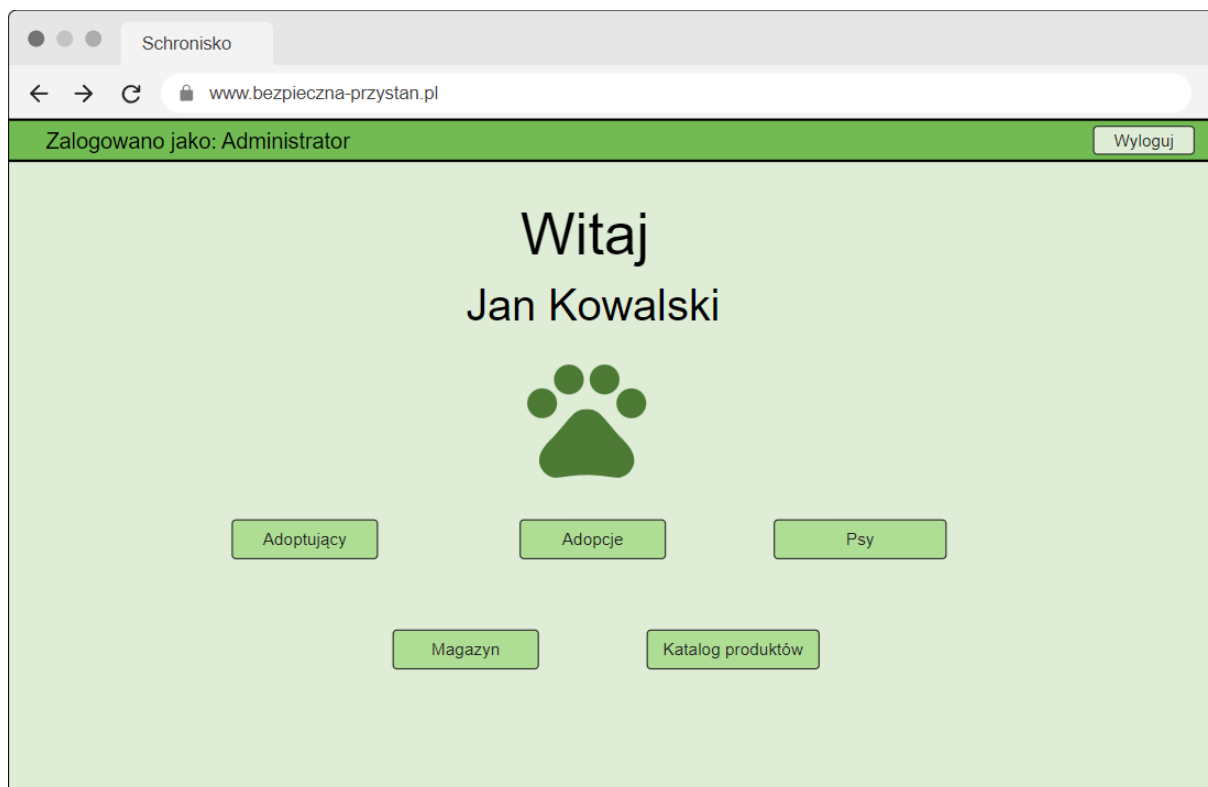 Schronisko
www.bezpieczna-przystan.pl
Zalogowano jako: Administrator Wyloguj
Witaj
Jan Kowalski
Adoptujący Adopcje Psy
Magazyn Katalog produktów